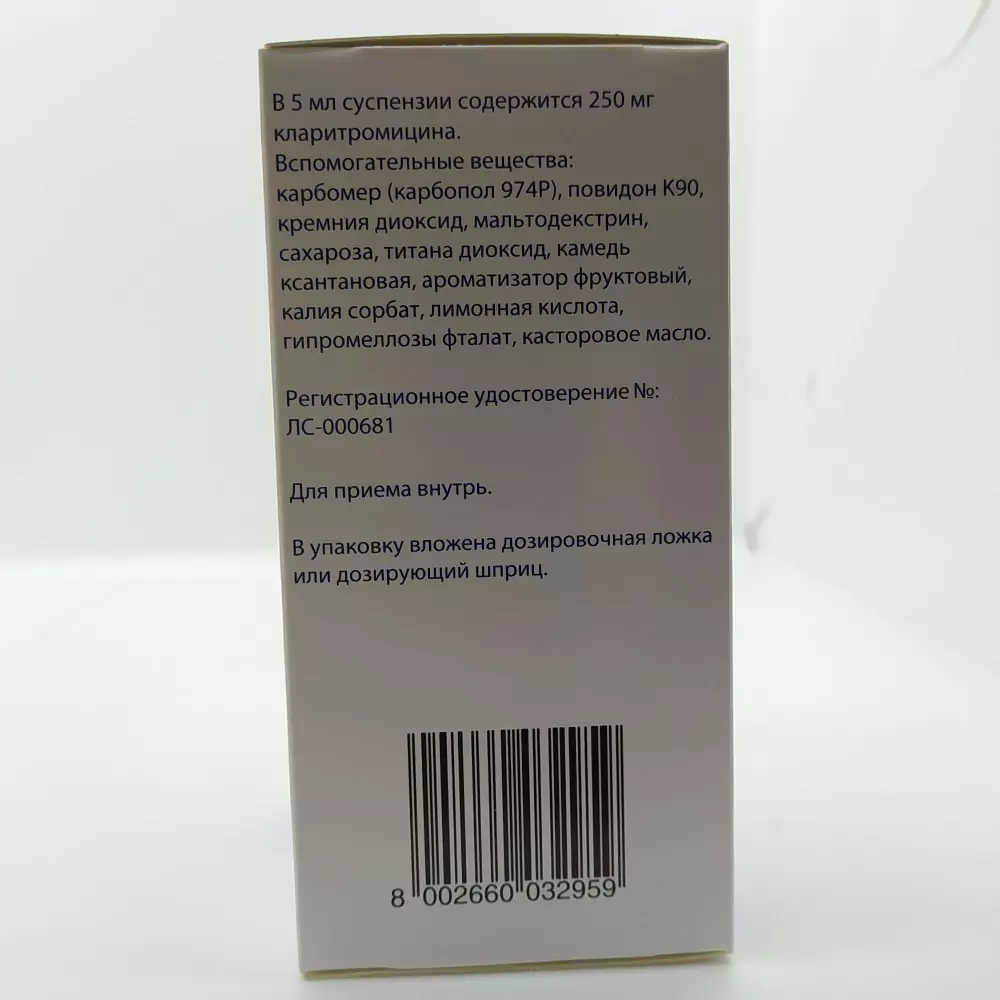 В 5 мл суспензии содержится 250 мг
кларитромицина.
Вспомогательные вещества:
карбомер (карбопол 974P), повидон К90,
кремния диоксид, мальтодекстрин,
сахароза, титана диоксид, камедь
ксантановая, ароматизатор фруктовый,
калия сорбат, лимонная кислота,
гипромеллозы фталат, касторовое масло.
Регистрационное удостоверение №:
ЛС-000681
Для приема внутрь.
В упаковку вложена дозировочная ложка
или дозирующий шприц.
8 002660 032959